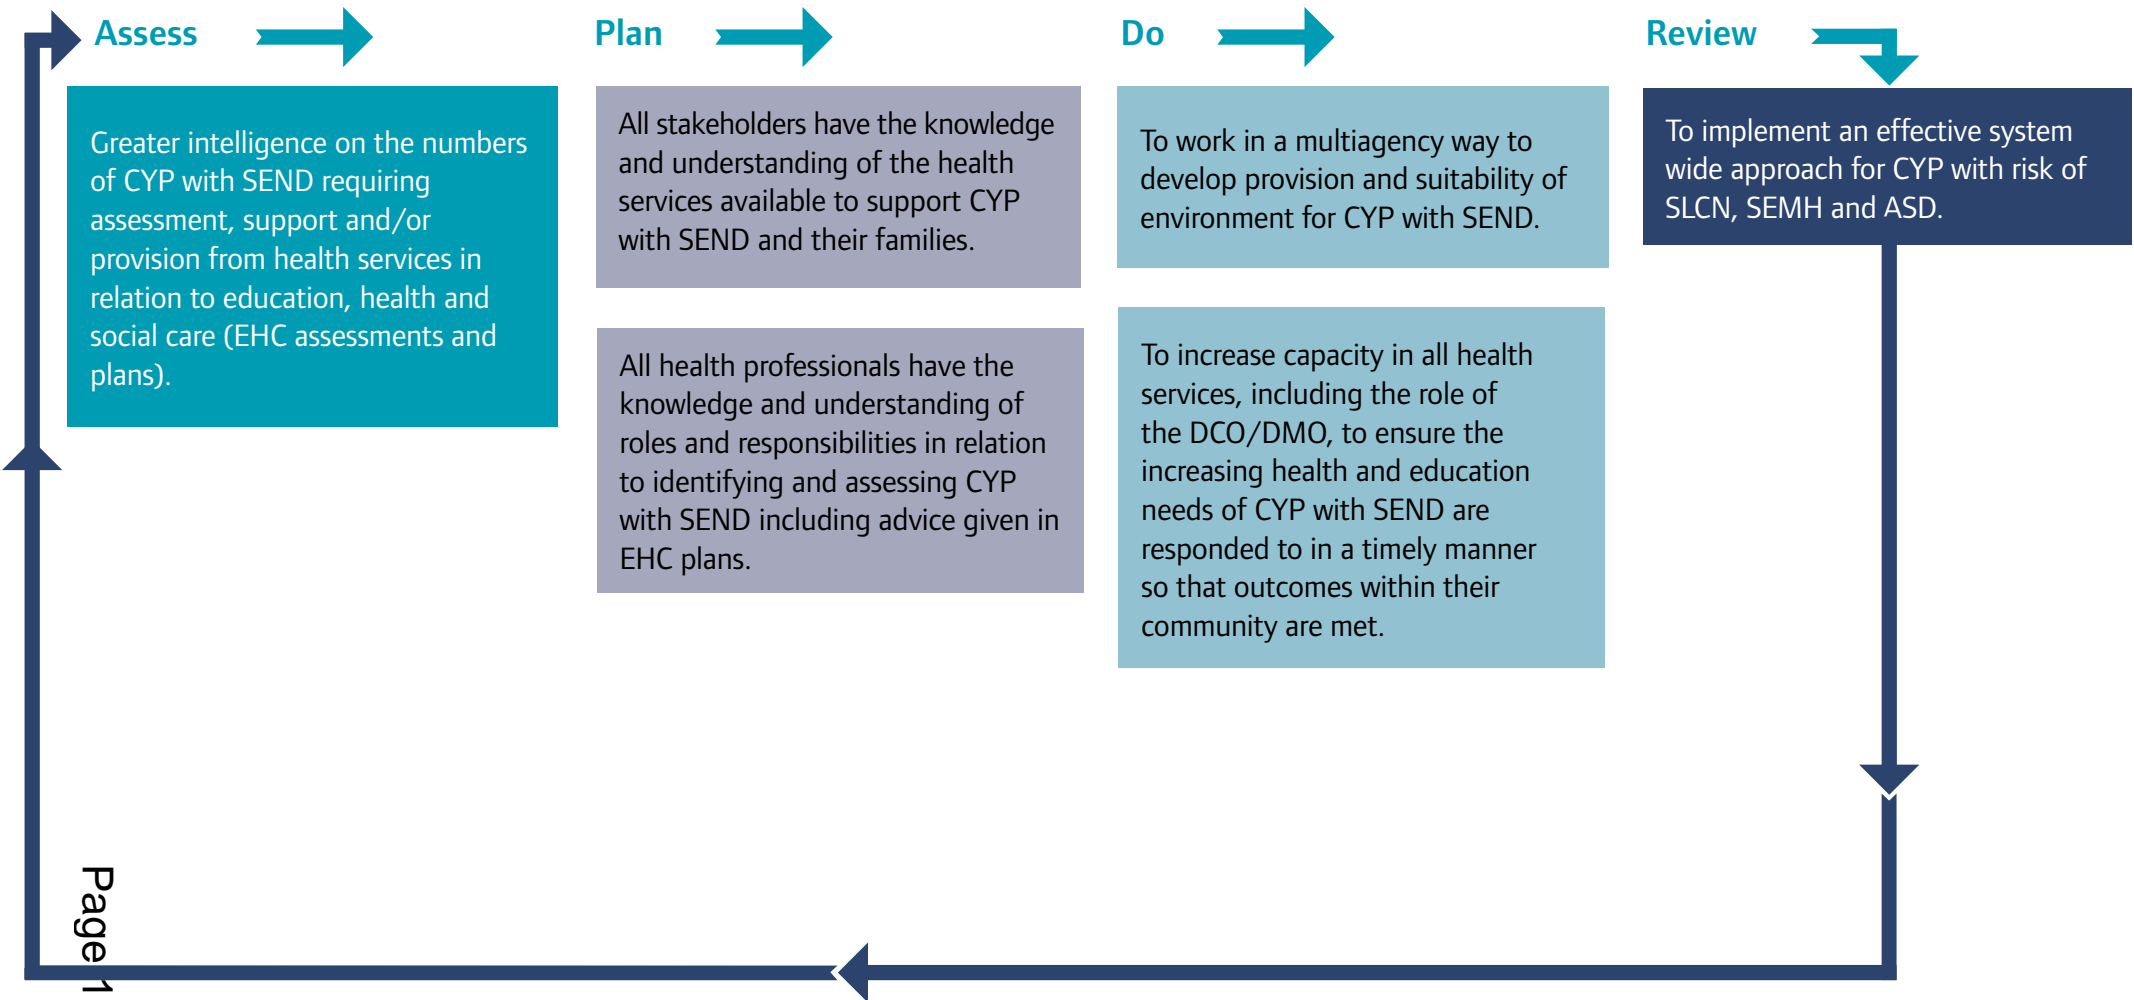 Assess
Greater intelligence on the numbers
of CYP with SEND requiring
assessment, support and/or
provision from health services in
relation to education, health and
social care (EHC assessments and
plans).
Plan
All stakeholders have the knowledge
and understanding of the health
services available to support CYP
with SEND and their families.
All health professionals have the
knowledge and understanding of
roles and responsibilities in relation
to identifying and assessing CYP
with SEND including advice given in
EHC plans.
Do
To work in a multiagency way to
develop provision and suitability of
environment for CYP with SEND.
To increase capacity in all health
services, including the role of
the DCO/DMO, to ensure the
increasing health and education
needs of CYP with SEND are
responded to in a timely manner
so that outcomes within their
community are met.
Review
To implement an effective system
wide approach for CYP with risk of
SLCN, SEMH and ASD.
Page 1